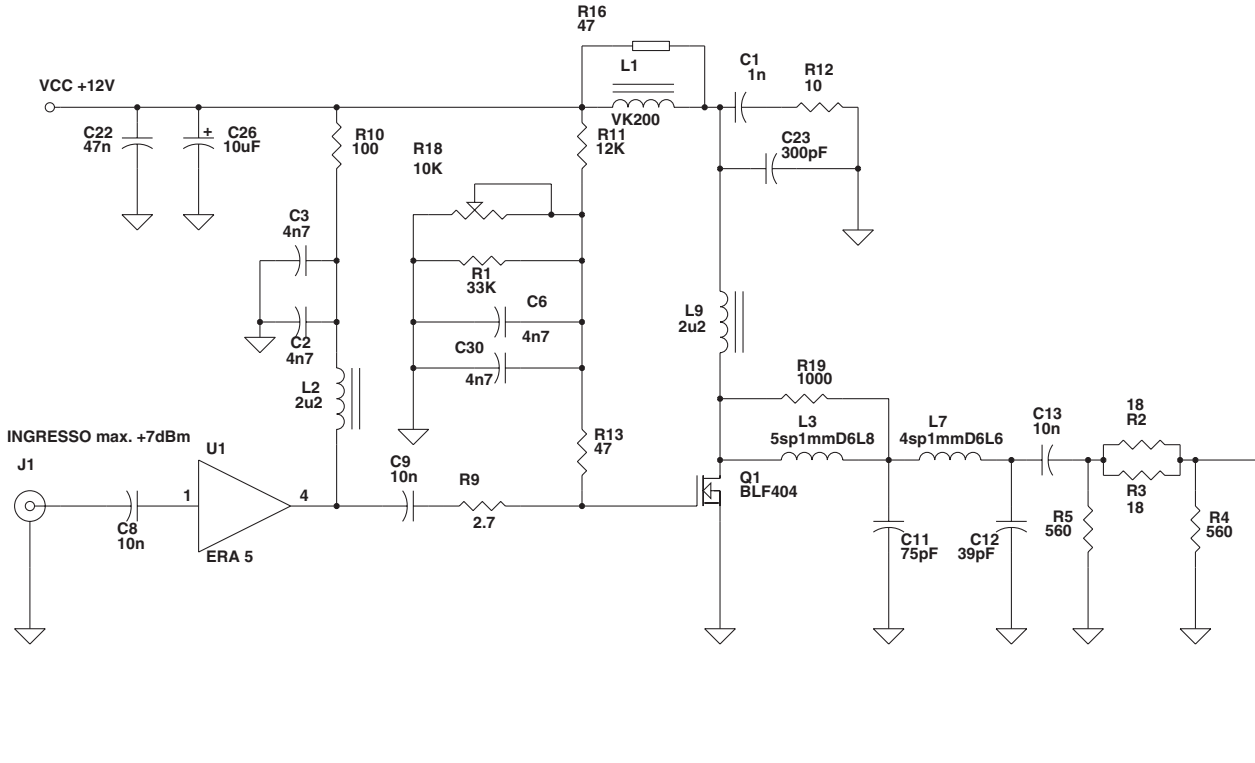 R16
47
L1
VK200
C1
1n
R12
10
VCC +12V
C22
47n
+
C26
10uF
R10
100
R18
10K
R11
12K
C23
300pF
C3
4n7
R1
33K
C6
4n7
C2
4n7
C30
4n7
L9
2u2
L2
2u2
R19
1000
INGRESSO max. +7dBm
J1
U1
1
4
ERA 5
C8
10n
C9
10n
R9
2.7
R13
47
Q1
BLF404
L3
5sp1mmD6L8
L7
4sp1mmD6L6
C13
10n
18
R2
R3
18
C11
75pF
C12
39pF
R5
560
R4
560